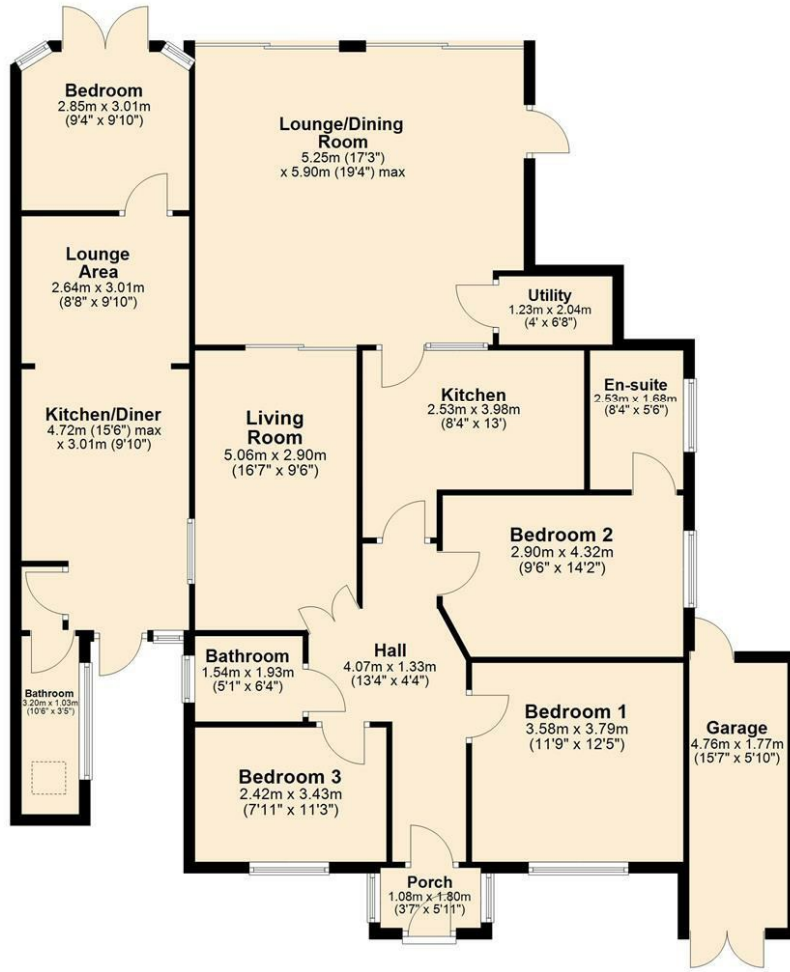 Bedroom
2.85m x 3.01m
(9'4" x 9'10")
Lounge/Dining
Room
5.25m (17'3")
x 5.90m (19'4") max
Lounge
Area
2.64m x 3.01m
(8'8" x 9'10")
Utility
1.23m x 2.04m
(4' x 6'8")
Kitchen/Diner
4.72m (15'6") max
x 3.01m (9'10")
Living
Room
5.06m x 2.90m
(16'7" x 9'6")
Kitchen
2.53m x 3.98m
(8'4" x 13')
En-suite
2.53m x 1.68m
(8'4" x 5'6")
Bedroom 2
2.90m x 4.32m
(9'6" x 14'2")
Hall
4.07m x 1.33m
(13'4" x 4'4")
Bathroom
1.54m x 1.93m
(5'1" x 6'4")
Bathroom
3.20m x 1.03m
(10'6" x 3'5")
Bedroom 1
3.58m x 3.79m
(11'9" x 12'5")
Garage
4.76m x 1.77m
(15'7" x 5'10")
Bedroom 3
2.42m x 3.43m
(7'11" x 11'3")
Porch
1.08m x 1.80m
(3'7" x 5'11")